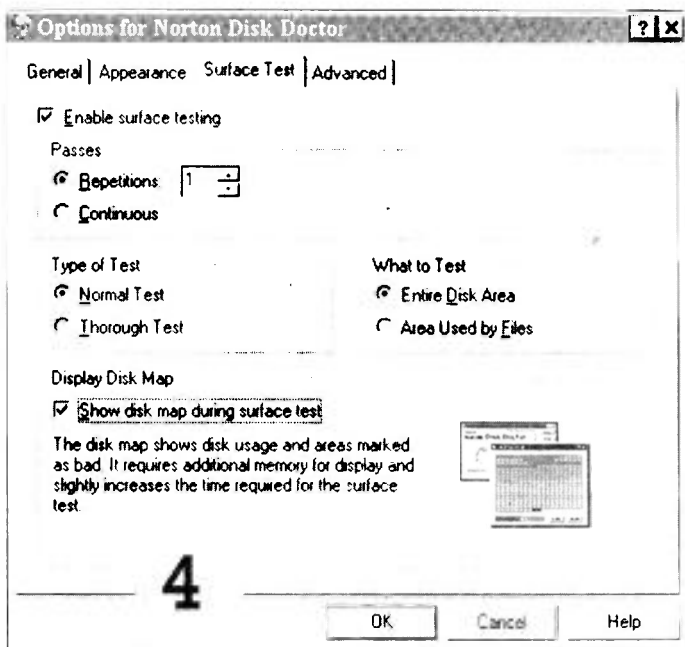 Options for Norton Disk Doctor
General Appearance Surface Test Advanced
Enable surface testing
Passes
Repetitions: 1
Continuous
Type of Test
Normal Test
Thorough Test
What to Test
Entire Disk Area
Area Used by Files
Display Disk Map
Show disk map during surface test
The disk map shows disk usage and areas marked
as bad. It requires additional memory for display and
slightly increases the time required for the surface
test.
4
OK Cancel Help